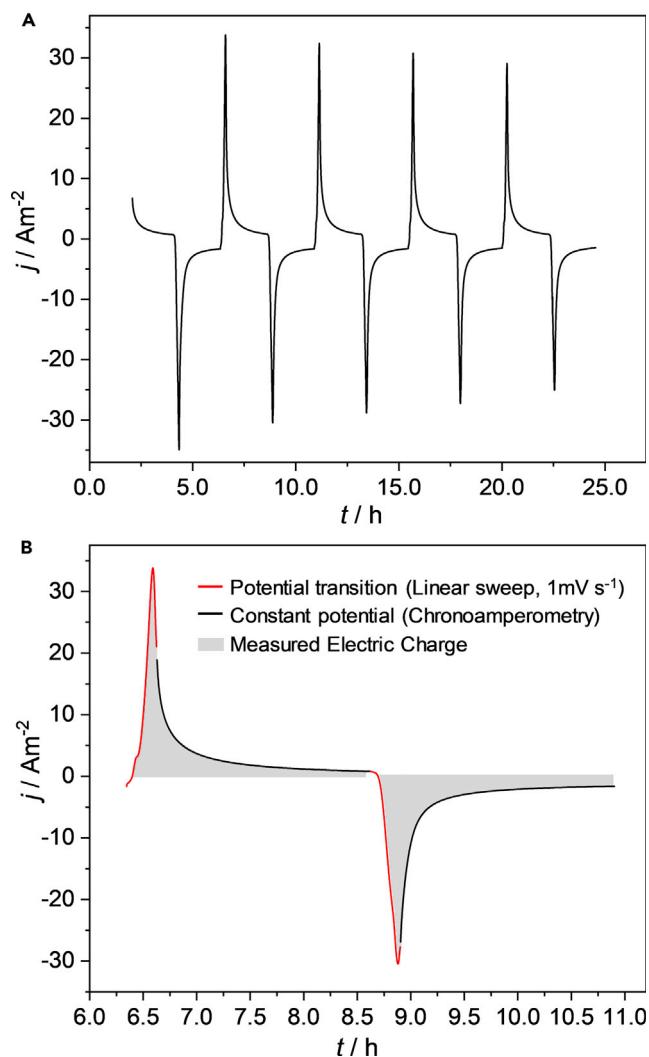 A
30
20
10
0
-10
-20
-30
j / Am⁻²
0.0 5.0 10.0 15.0 20.0 25.0
t / h
B
30
20
10
0
-10
-20
-30
j / Am⁻²
Potential transition (Linear sweep, 1mV s⁻¹)
Constant potential (Chronoamperometry)
Measured Electric Charge
6.0 6.5 7.0 7.5 8.0 8.5 9.0 9.5 10.0 10.5 11.0
t / h